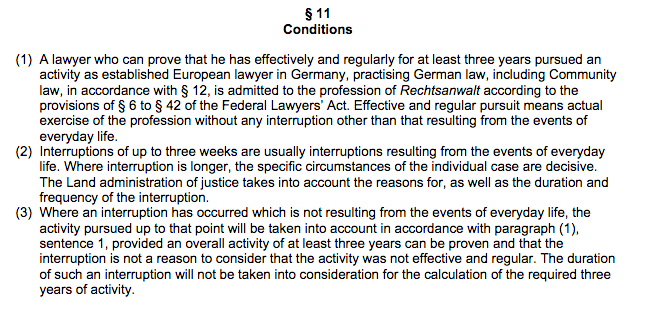 § 11
Conditions
(1) A lawyer who can prove that he has effectively and regularly for at least three years pursued an
activity as established European lawyer in Germany, practising German law, including Community
law, in accordance with § 12, is admitted to the profession of Rechtsanwalt according to the
provisions of § 6 to § 42 of the Federal Lawyers' Act. Effective and regular pursuit means actual
exercise of the profession without any interruption other than that resulting from the events of
everyday life.
(2) Interruptions of up to three weeks are usually interruptions resulting from the events of everyday
life. Where interruption is longer, the specific circumstances of the individual case are decisive.
The Land administration of justice takes into account the reasons for, as well as the duration and
frequency of the interruption.
(3) Where an interruption has occurred which is not resulting from the events of everyday life, the
activity pursued up to that point will be taken into account in accordance with paragraph (1),
sentence 1, provided an overall activity of at least three years can be proven and that the
interruption is not a reason to consider that the activity was not effective and regular. The duration
of such an interruption will not be taken into consideration for the calculation of the required three
years of activity.